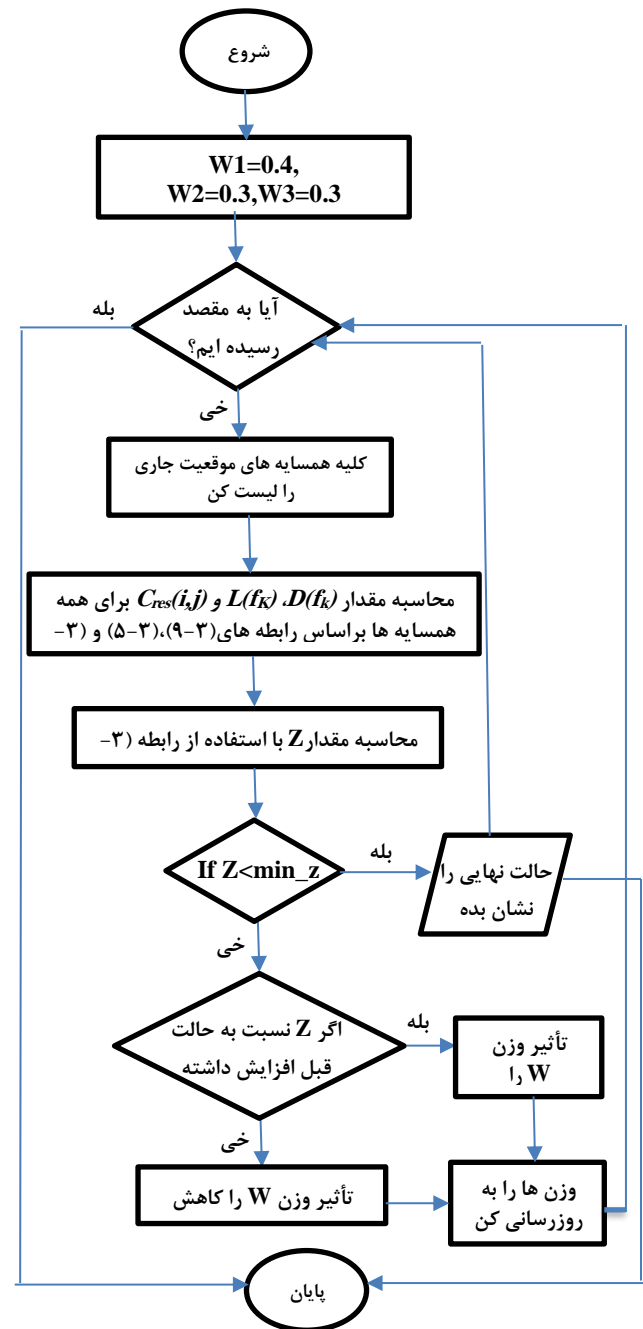 شروع
W1=0.4,
W2=0.3,W3=0.3
آیا به مقصد
رسیده ایم؟
بله
خی
کلیه همسایه های موقعیت جاری
را لیست کن
محاسبه مقدار D(fk)، L(fK) و Cres(i,j) برای همه
همسایه ها براساس رابطه های(۳-۹)،(۳-۵) و (۳-
محاسبه مقدارZ با استفاده از رابطه (۳-
If Z<min_z
بله
حالت نهایی را
نشان بده
خی
اگر Z نسبت به حالت
قبل افزایش داشته
بله
تأثیر وزن
W را
خی
تأثیر وزن W را کاهش
وزن ها را به
روزرسانی کن
پایان